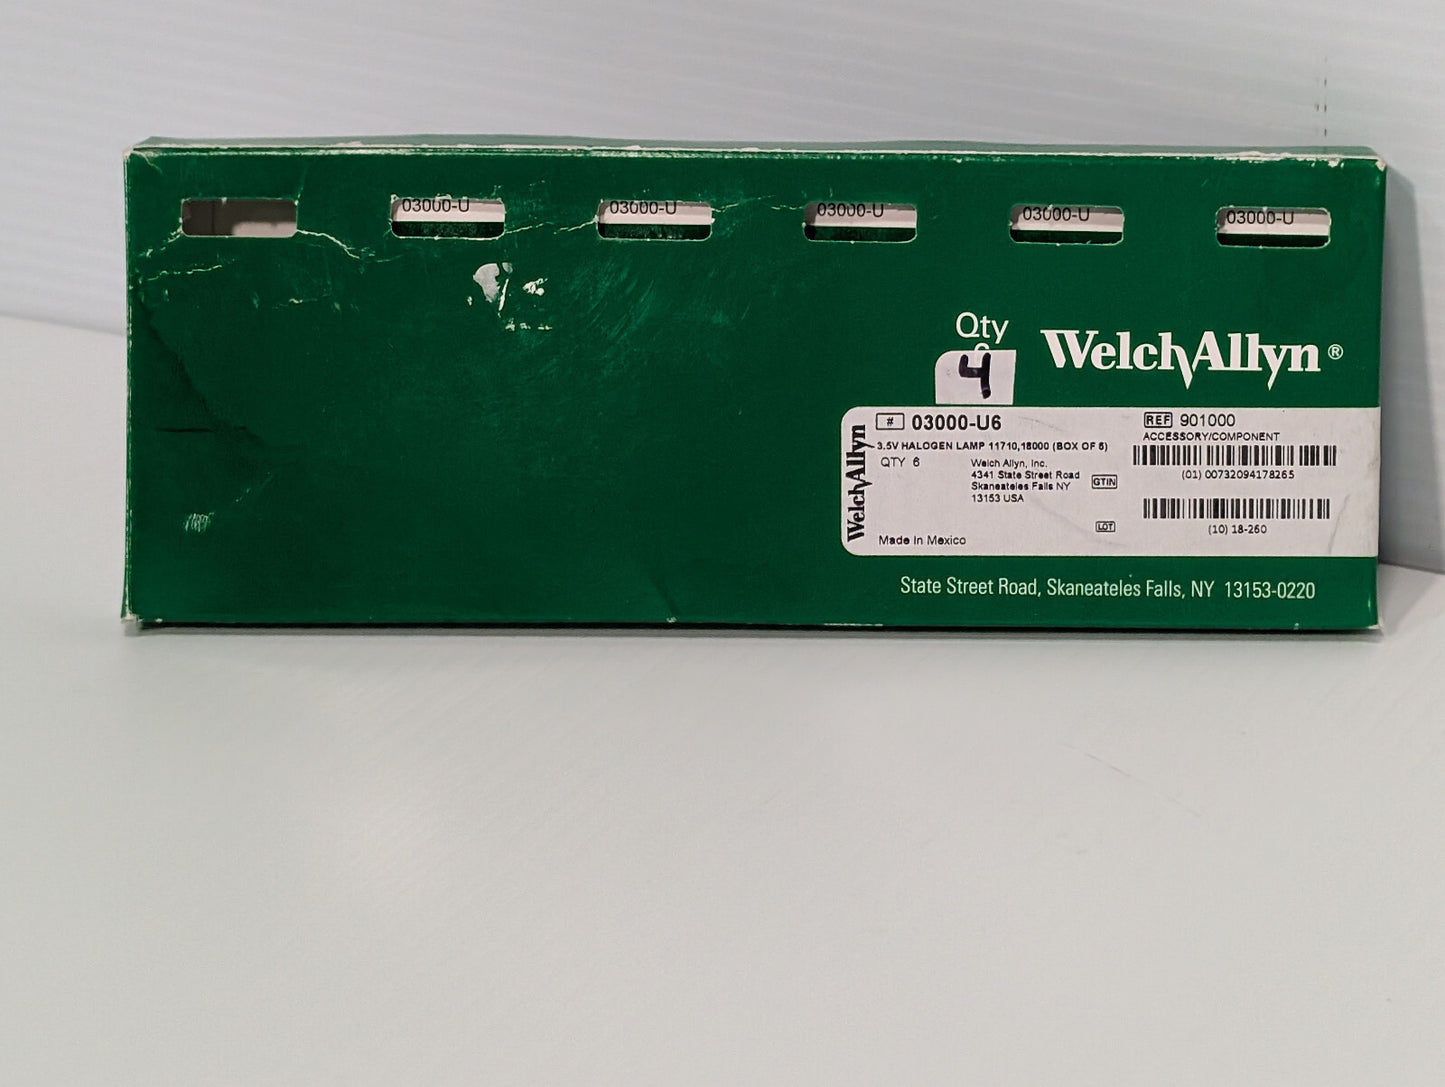 03000-U
03000-U
03000-U
03000-U
03000-U
Qty
4
WelchAllyn®
WelchAllyn
# 03000-U6
3.5V HALOGEN LAMP 11710,18000 (BOX OF 6)
QTY 6
Welch Allyn, Inc.
4341 State Street Road
Skaneateles Falls NY
13153 USA
Made in Mexico
REF 901000
ACCESSORY/COMPONENT
GTIN
(01) 00732094178265
LOT
(10) 18-260
State Street Road, Skaneateles Falls, NY 13153-0220